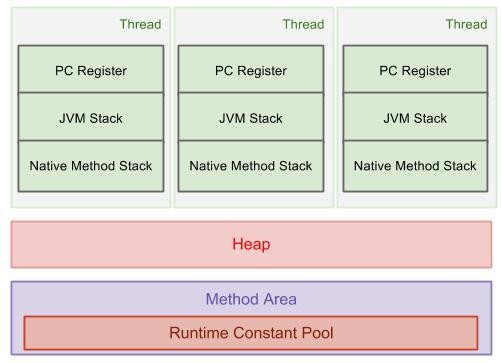 Thread
PC Register
JVM Stack
Native Method Stack
Thread
PC Register
JVM Stack
Native Method Stack
Thread
PC Register
JVM Stack
Native Method Stack
Heap
Method Area
Runtime Constant Pool